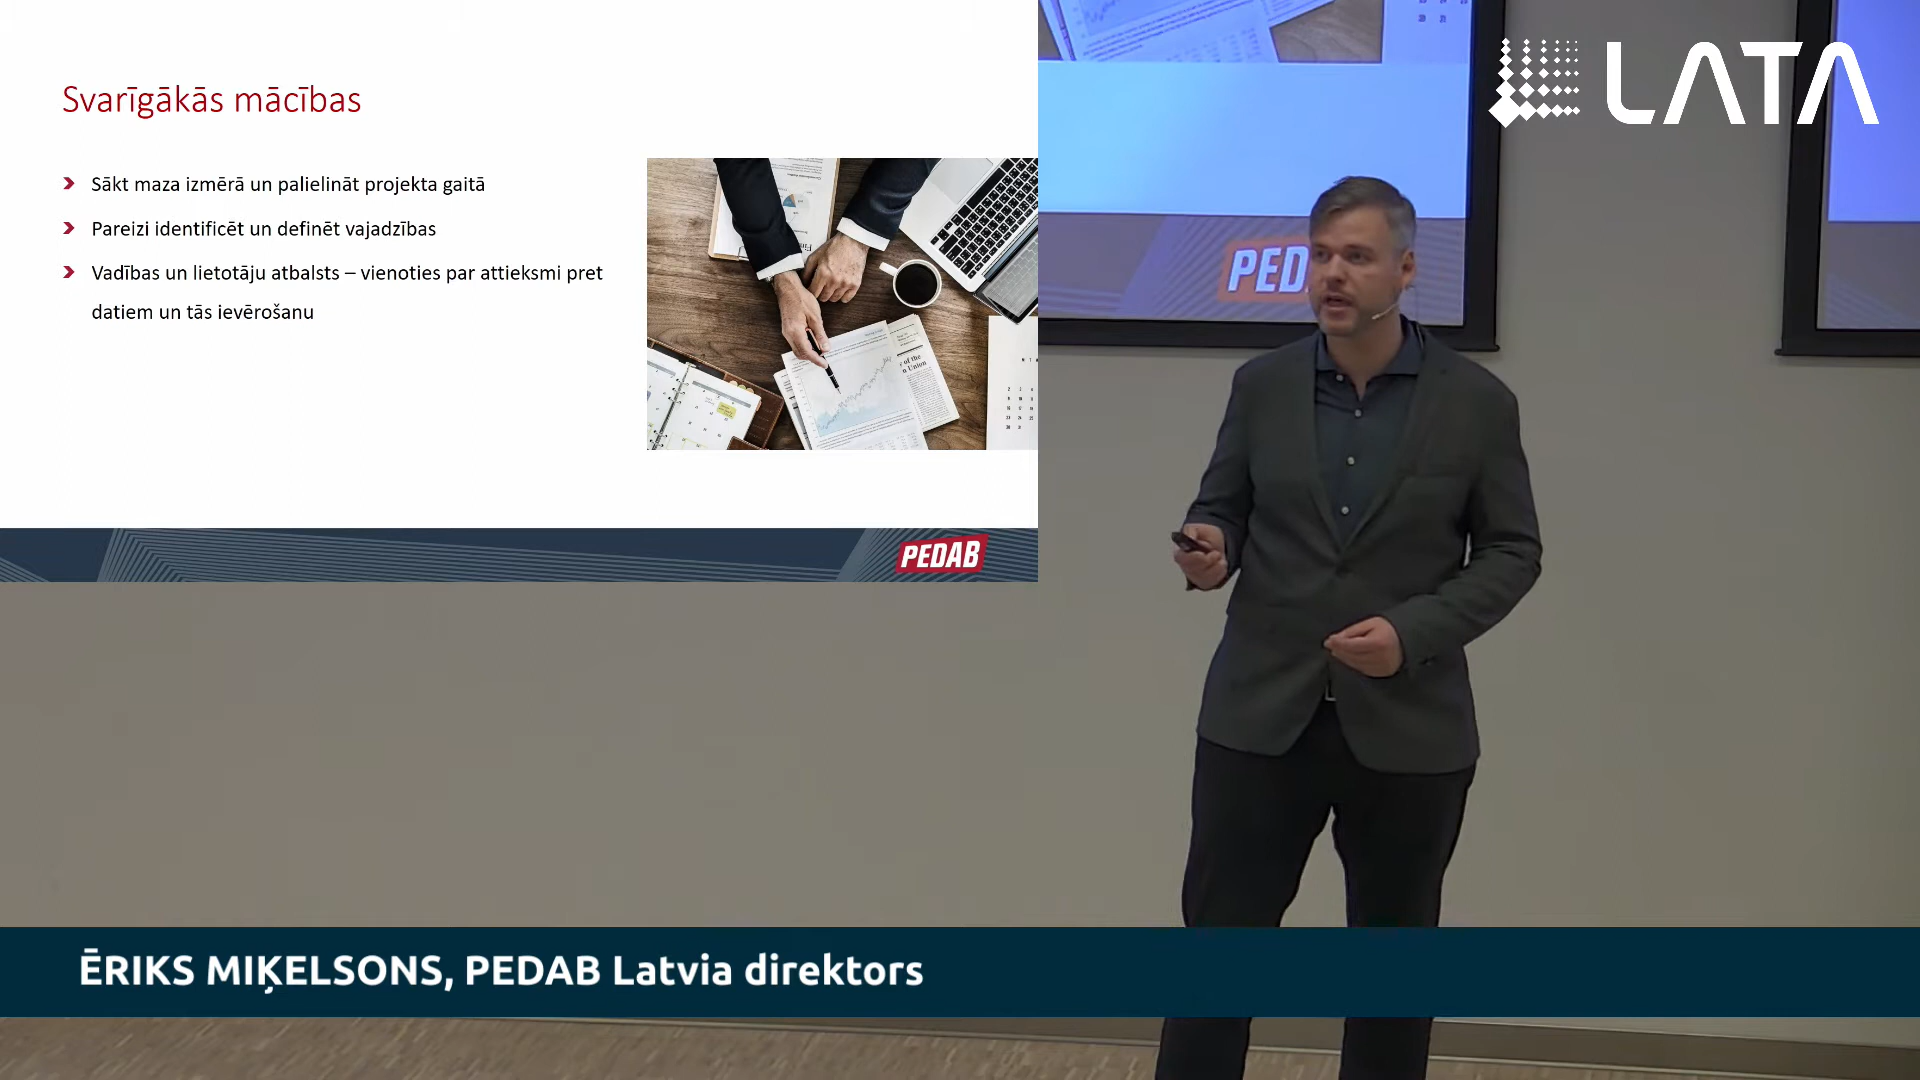 Svarīgākās mācības
Sākt maza izmērā un palielināt projekta gaitā
Pareizi identificēt un definēt vajadzības
Vadības un lietotāju atbalsts – vienoties par attieksmi pret
datiem un tās ievērošanu
PEDAB
LATA
PED
ĒRIKS MIĶELSONS, PEDAB Latvia direktors